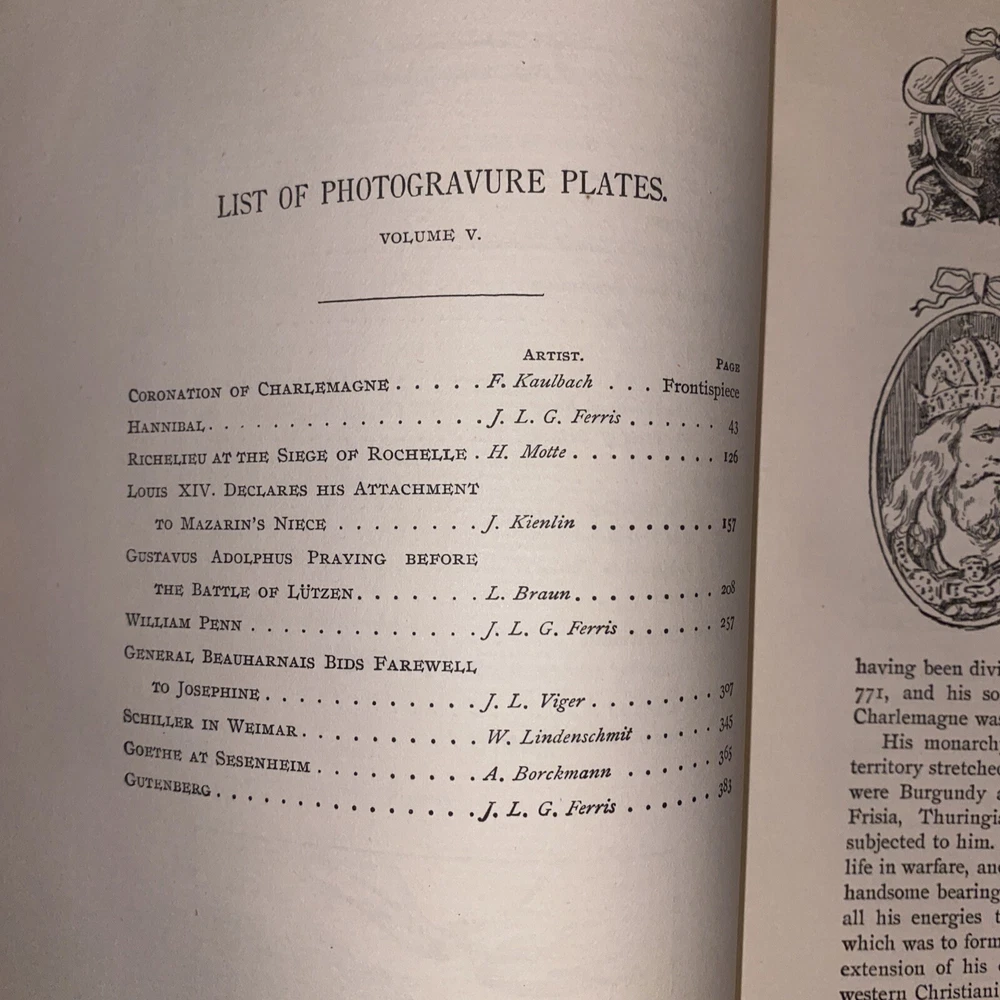 LIST OF PHOTOGRAVURE PLATES.
VOLUME V.
ARTIST. PAGE
CORONATION OF CHARLEMAGNE . . . . . F. Kaulbach . . . Frontispiece
HANNIBAL . . . . . . . . . . . . . . . . J. L. G. Ferris . . . . . . 43
RICHELIEU AT THE SIEGE OF ROCHELLE . H. Motte . . . . . . . . . 126
LOUIS XIV. DECLARES HIS ATTACHMENT
TO MAZARIN'S NIECE . . . . . . . . J. Kienlin . . . . . . . . 157
GUSTAVUS ADOLPHUS PRAYING BEFORE
THE BATTLE OF LÜTZEN . . . . . . . L. Braun . . . . . . . . . 208
WILLIAM PENN . . . . . . . . . . . . . J. L. G. Ferris . . . . . . 257
GENERAL BEAUHARNAIS BIDS FAREWELL
TO JOSEPHINE . . . . . . . . . . . . J. L. Viger . . . . . . . 307
SCHILLER IN WEIMAR . . . . . . . . . . W. Lindenschmit . . . . . 345
GOETHE AT SESENHEIM . . . . . . . . . A. Borckmann . . . . . . 365
GUTENBERG . . . . . . . . . . . . . . . J. L. G. Ferris . . . . . . 383
having been divi
771, and his so
Charlemagne was
His monarch
territory stretched
were Burgundy
Frisia, Thuringia
subjected to him.
life in warfare, and
handsome bearing
all his energies t
which was to form
extension of his
western Christiani